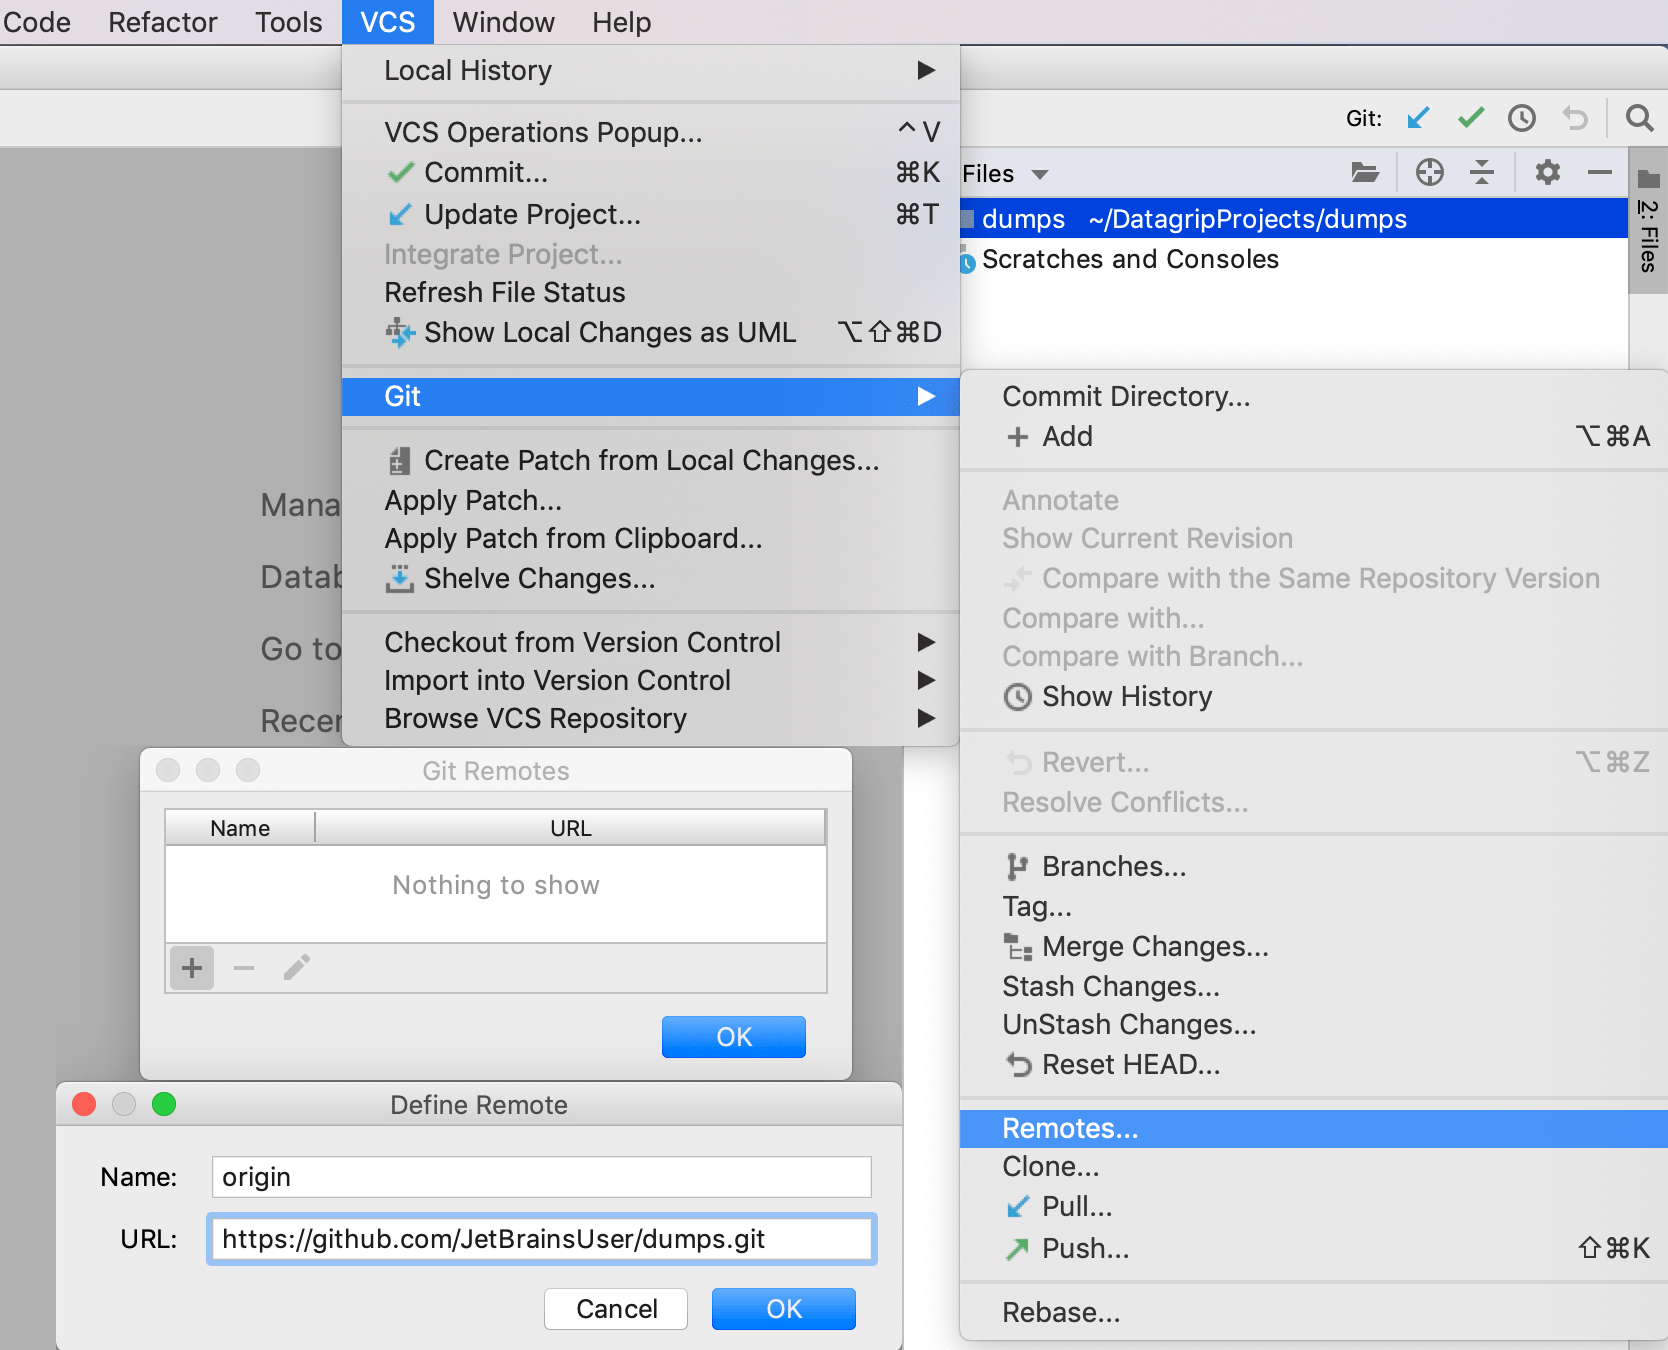 Code Refactor Tools VCS Window Help
Local History
VCS Operations Popup... ^ V
Commit... ⌘K
Update Project... ⌘T
Integrate Project...
Refresh File Status
Show Local Changes as UML ⌥⇧⌘D
Git
Create Patch from Local Changes...
Apply Patch...
Apply Patch from Clipboard...
Shelve Changes...
Checkout from Version Control
Import into Version Control
Browse VCS Repository
Git:
Files
dumps ~/DatagripProjects/dumps
Scratches and Consoles
2: Files
Commit Directory...
Add ⌥⌘A
Annotate
Show Current Revision
Compare with the Same Repository Version
Compare with...
Compare with Branch...
Show History
Revert... ⌥⌘Z
Resolve Conflicts...
Branches...
Tag...
Merge Changes...
Stash Changes...
UnStash Changes...
Reset HEAD...
Remotes...
Clone...
Pull...
Push... ⇧⌘K
Rebase...
Mana
Datab
Go to
Recen
Git Remotes
Name URL
Nothing to show
OK
Define Remote
Name: origin
URL: https://github.com/JetBrainsUser/dumps.git
Cancel OK